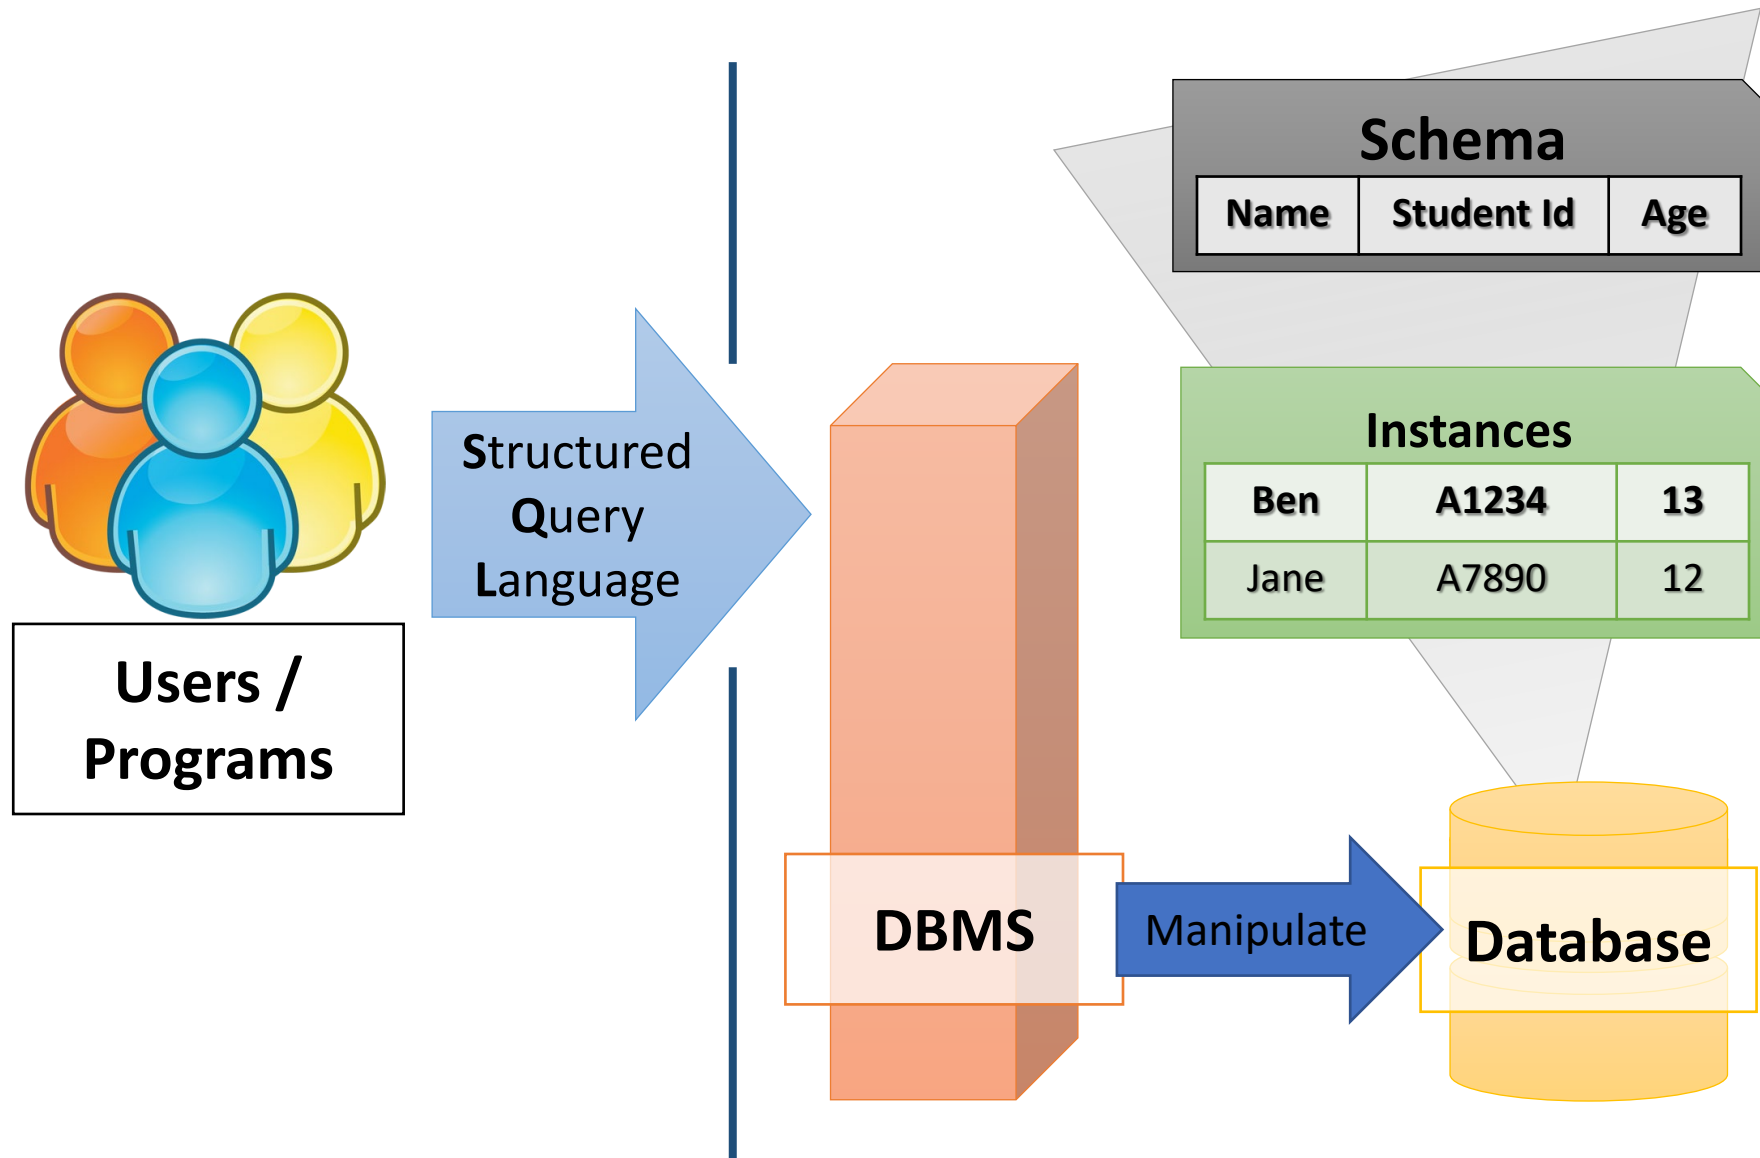 Schema
Name Student Id Age
Instances
Ben A1234 13
Jane A7890 12
Structured
Query
Language
Users /
Programs
DBMS
Manipulate
Database